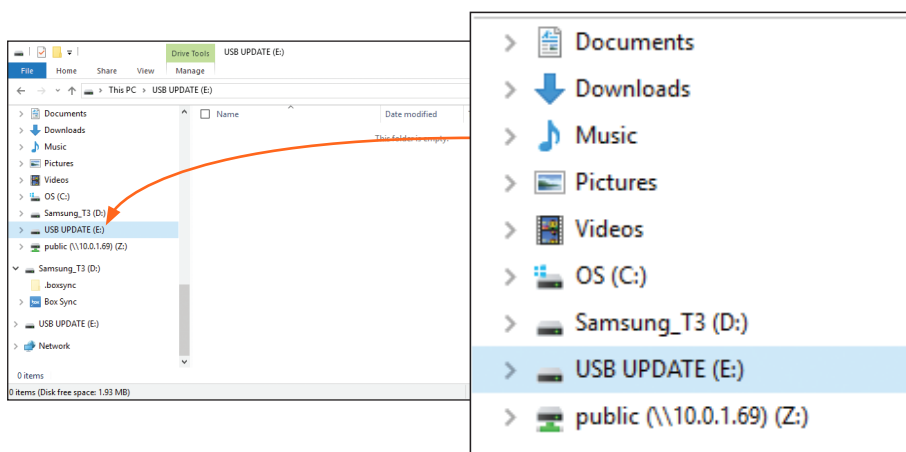 Drive Tools USB UPDATE (E:)
File Home Share View Manage
This PC > USB UPDATE (E:)
Name Date modified
This folder is empty.
Documents
Downloads
Music
Pictures
Videos
OS (C:)
Samsung_T3 (D:)
USB UPDATE (E:)
public (\\10.0.1.69) (Z:)
Samsung_T3 (D:)
.boxsync
Box Sync
USB UPDATE (E:)
Network
0 items
0 items (Disk free space: 1.93 MB)
Documents
Downloads
Music
Pictures
Videos
OS (C:)
Samsung_T3 (D:)
USB UPDATE (E:)
public (\\10.0.1.69) (Z:)